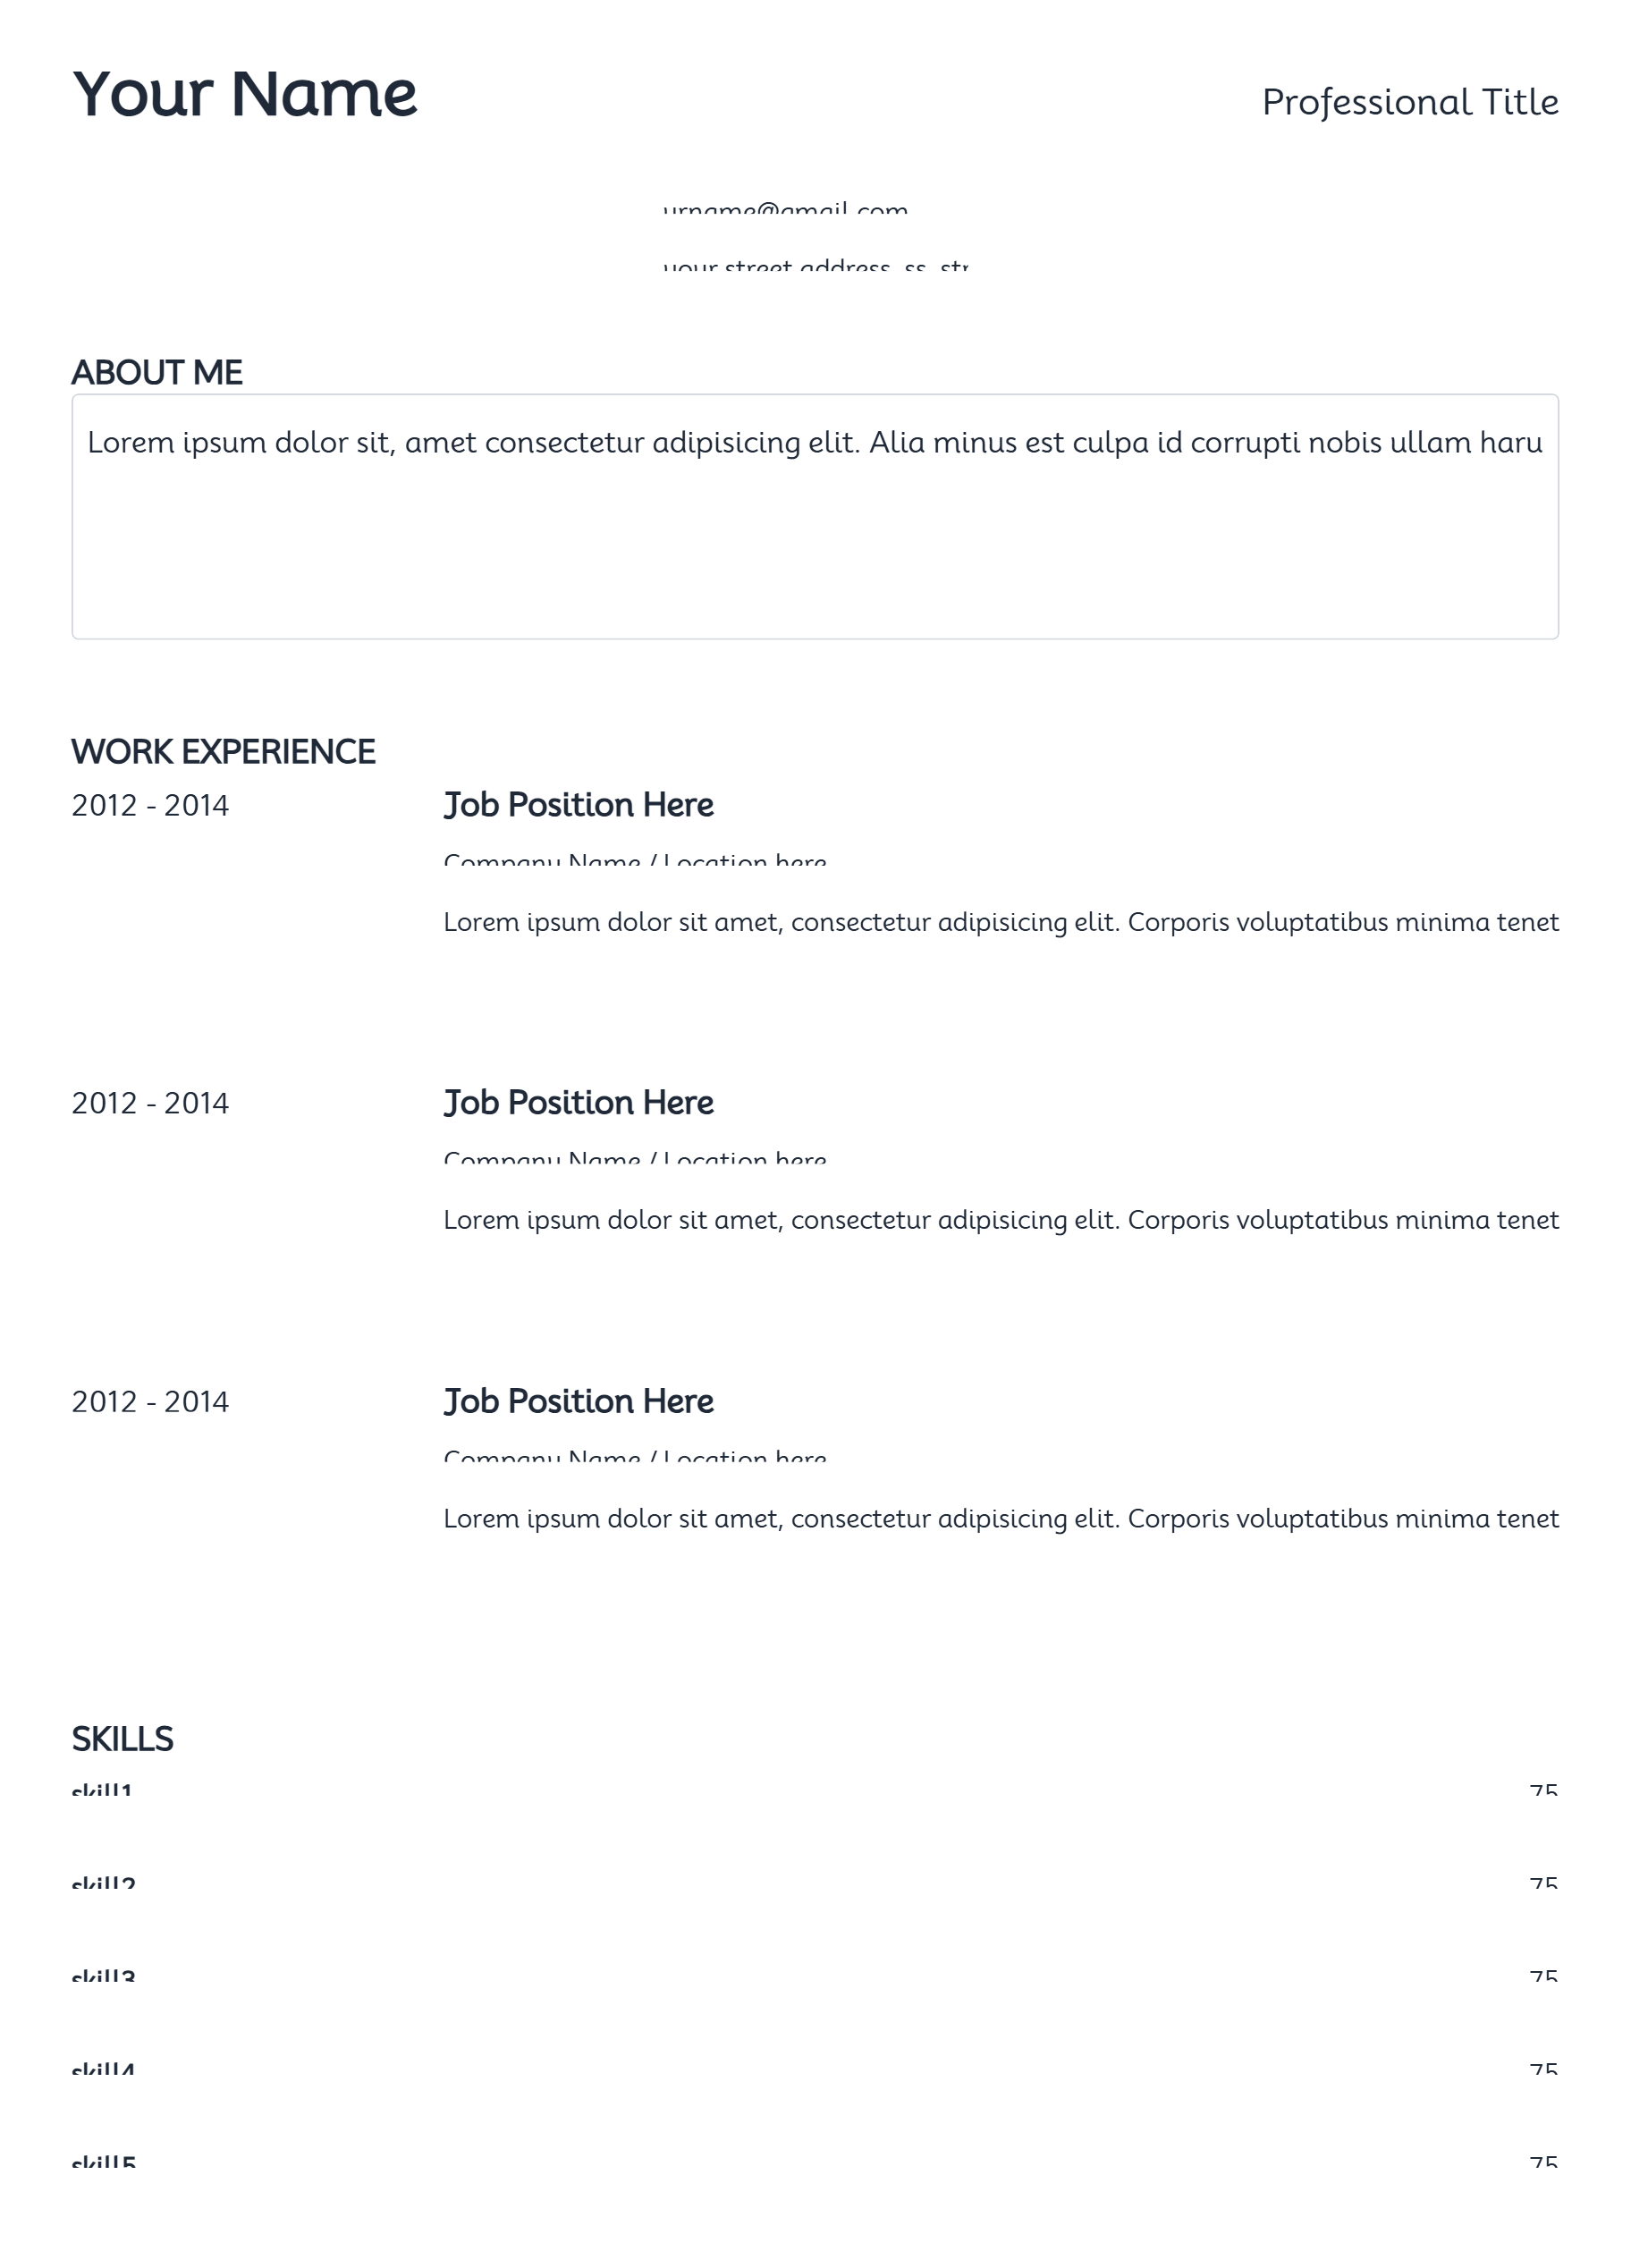 Your Name
Professional Title
urname@gmail.com
your street address, ss, str
ABOUT ME
Lorem ipsum dolor sit, amet consectetur adipisicing elit. Alia minus est culpa id corrupti nobis ullam haru
WORK EXPERIENCE
2012 - 2014
Job Position Here
Company Name / Location here
Lorem ipsum dolor sit amet, consectetur adipisicing elit. Corporis voluptatibus minima tenet
2012 - 2014
Job Position Here
Company Name / Location here
Lorem ipsum dolor sit amet, consectetur adipisicing elit. Corporis voluptatibus minima tenet
2012 - 2014
Job Position Here
Company Name / Location here
Lorem ipsum dolor sit amet, consectetur adipisicing elit. Corporis voluptatibus minima tenet
SKILLS
skill1 75
skill2 75
skill3 75
skill4 75
skill5 75